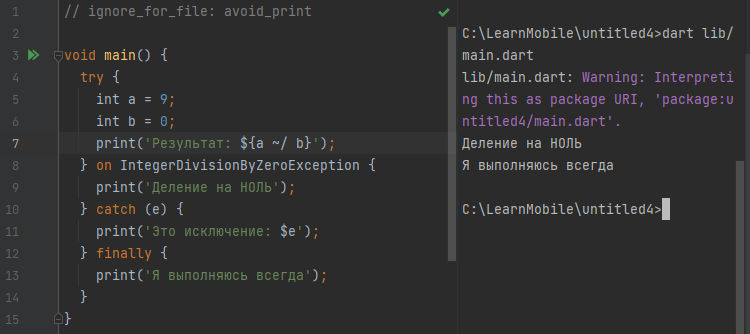 1 // ignore_for_file: avoid_print
2
3 void main() {
4 try {
5 int a = 9;
6 int b = 0;
7 print('Результат: ${a ~/ b}');
8 } on IntegerDivisionByZeroException {
9 print('Деление на НОЛЬ');
10 } catch (e) {
11 print('Это исключение: $e');
12 } finally {
13 print('Я выполняюсь всегда');
14 }
15 }
C:\LearnMobile\untitled4>dart lib/
main.dart
lib/main.dart: Warning: Interpreti
ng this as package URI, 'package:u
ntitled4/main.dart'.
Деление на НОЛЬ
Я выполняюсь всегда
C:\LearnMobile\untitled4>